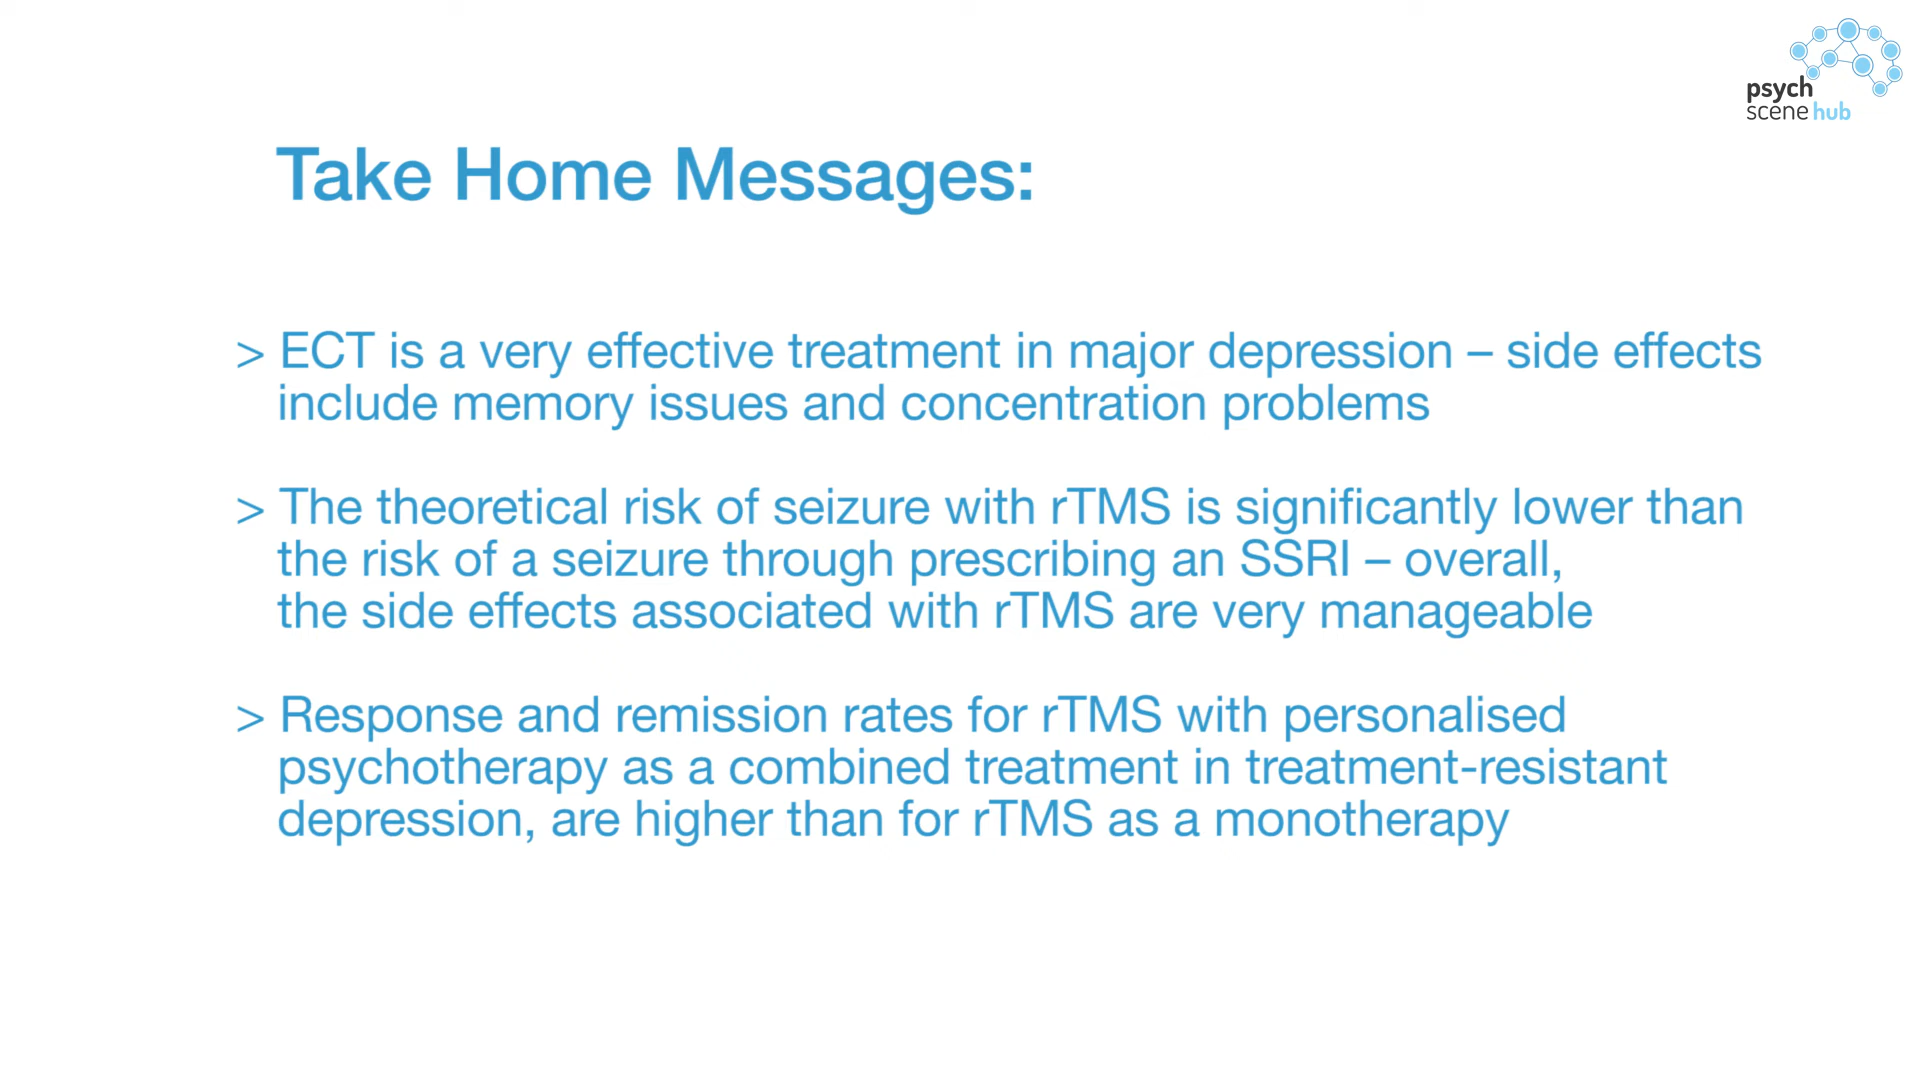 psych
scene hub
Take Home Messages:
> ECT is a very effective treatment in major depression – side effects
include memory issues and concentration problems
> The theoretical risk of seizure with rTMS is significantly lower than
the risk of a seizure through prescribing an SSRI – overall,
the side effects associated with rTMS are very manageable
> Response and remission rates for rTMS with personalised
psychotherapy as a combined treatment in treatment-resistant
depression, are higher than for rTMS as a monotherapy